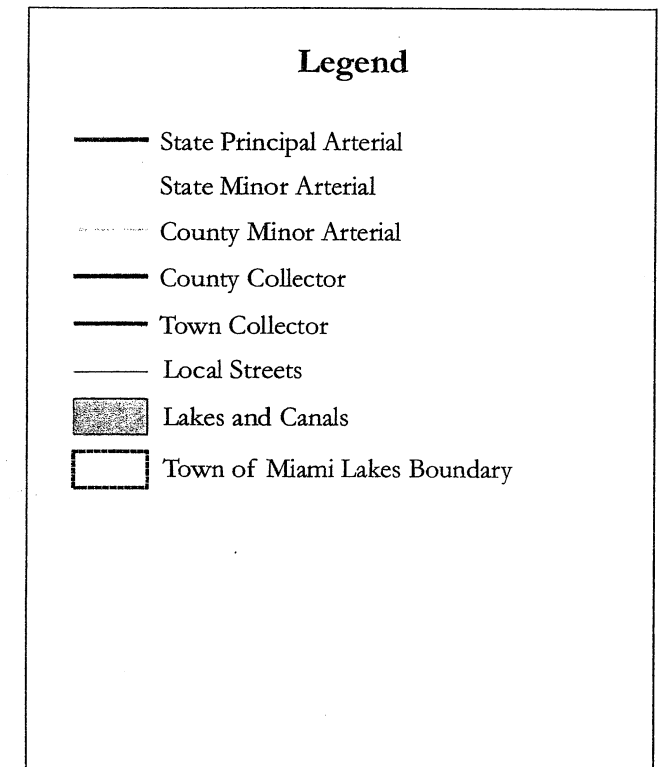 Legend
State Principal Arterial
State Minor Arterial
County Minor Arterial
County Collector
Town Collector
Local Streets
Lakes and Canals
Town of Miami Lakes Boundary